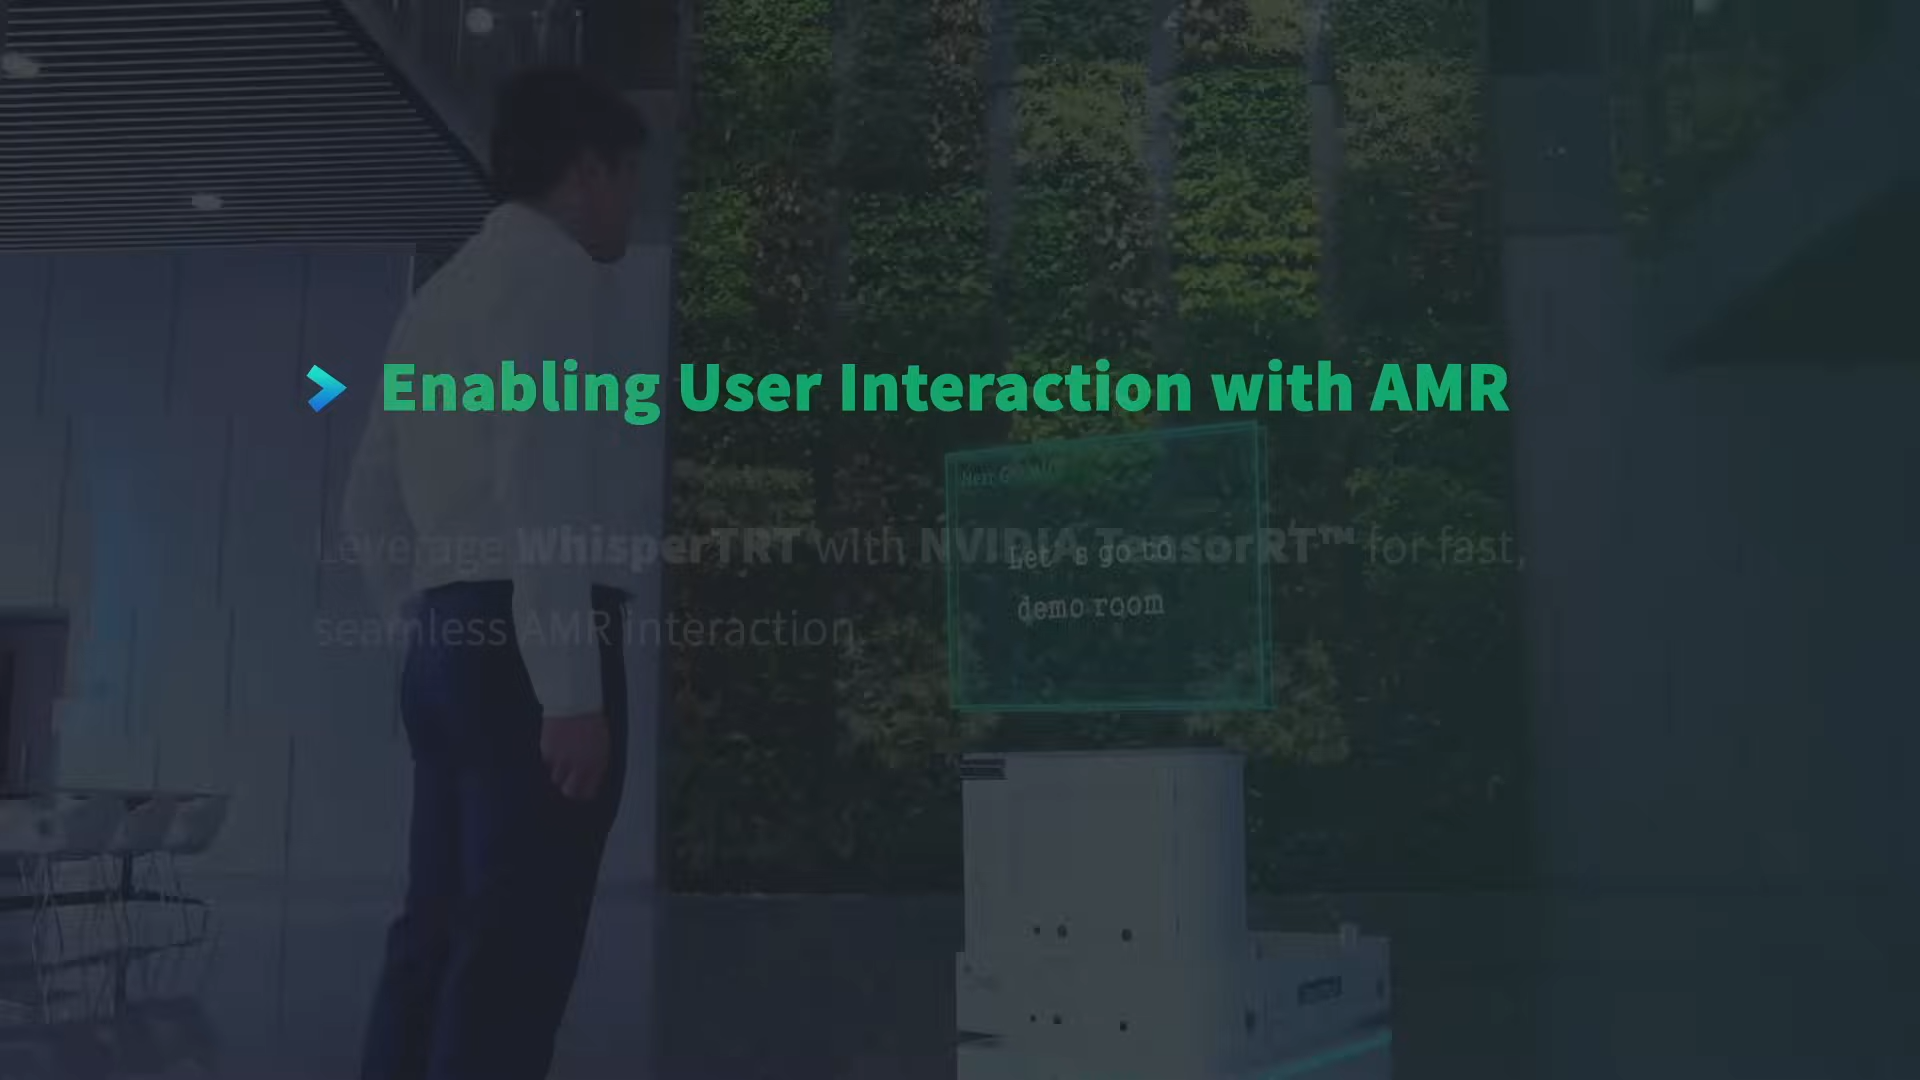 Enabling User Interaction with AMR
Leverage WhisperTRT with NVIDIA TensorRT™ for fast,
seamless AMR interaction.
Let's go to
demo room